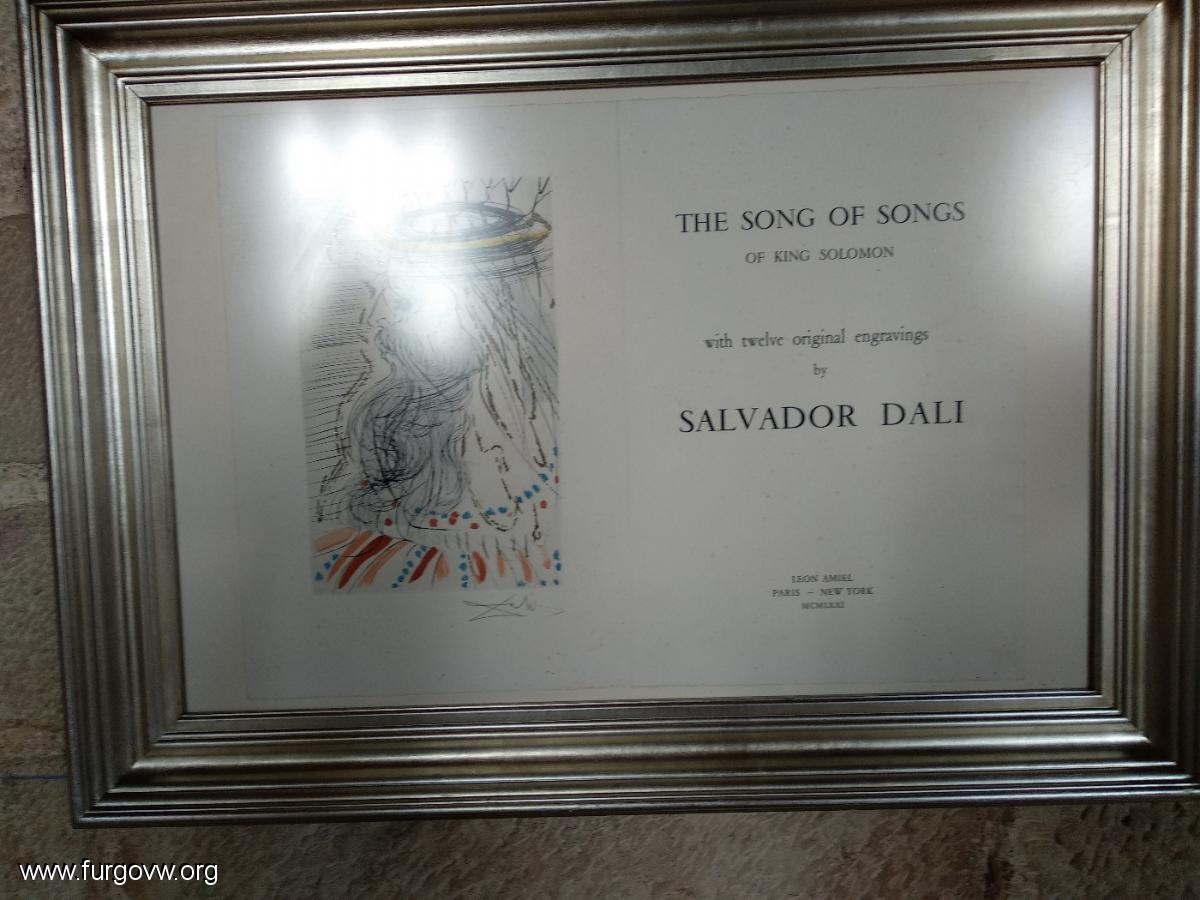 THE SONG OF SONGS
OF KING SOLOMON
with twelve original engravings
by
SALVADOR DALI
LEON AMIEL
PARIS – NEW YORK
MCMLXXI
www.furgovw.org